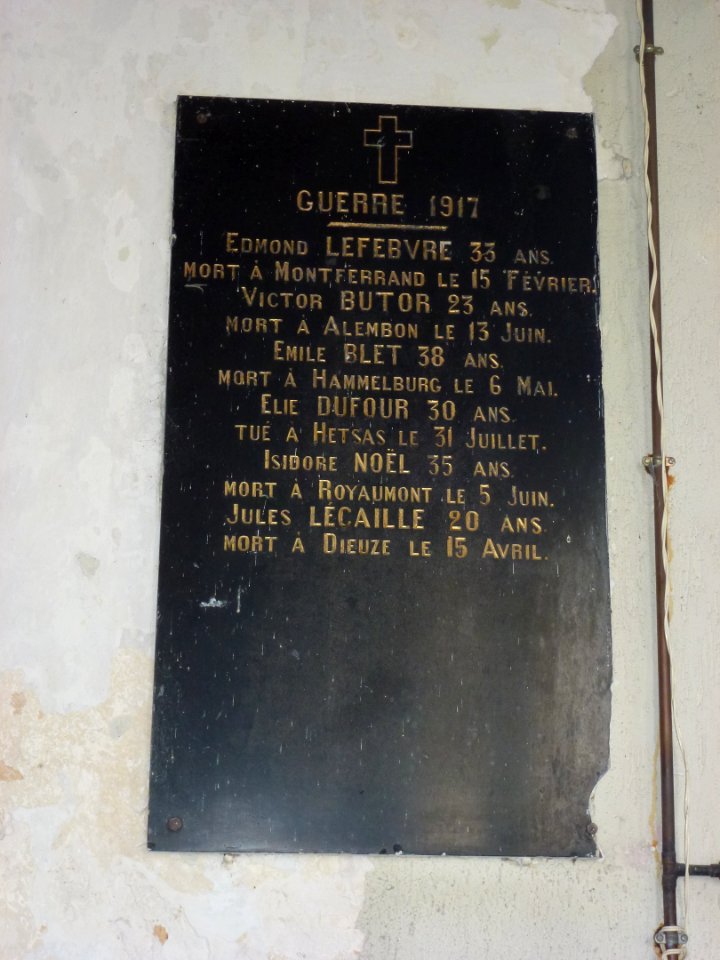 GUERRE 1917
EDMOND LEFEBVRE 33 ANS.
MORT À MONTFERRAND LE 15 FÉVRIER.
VICTOR BUTOR 23 ANS.
MORT À ALEMBON LE 13 JUIN.
EMILE BLET 38 ANS.
MORT À HAMMELBURG LE 6 MAI.
ELIE DUFOUR 30 ANS.
TUÉ À HETSAS LE 31 JUILLET.
ISIDORE NOËL 35 ANS.
MORT À ROYAUMONT LE 5 JUIN.
JULES LÉCAILLE 20 ANS.
MORT À DIEUZE LE 15 AVRIL.